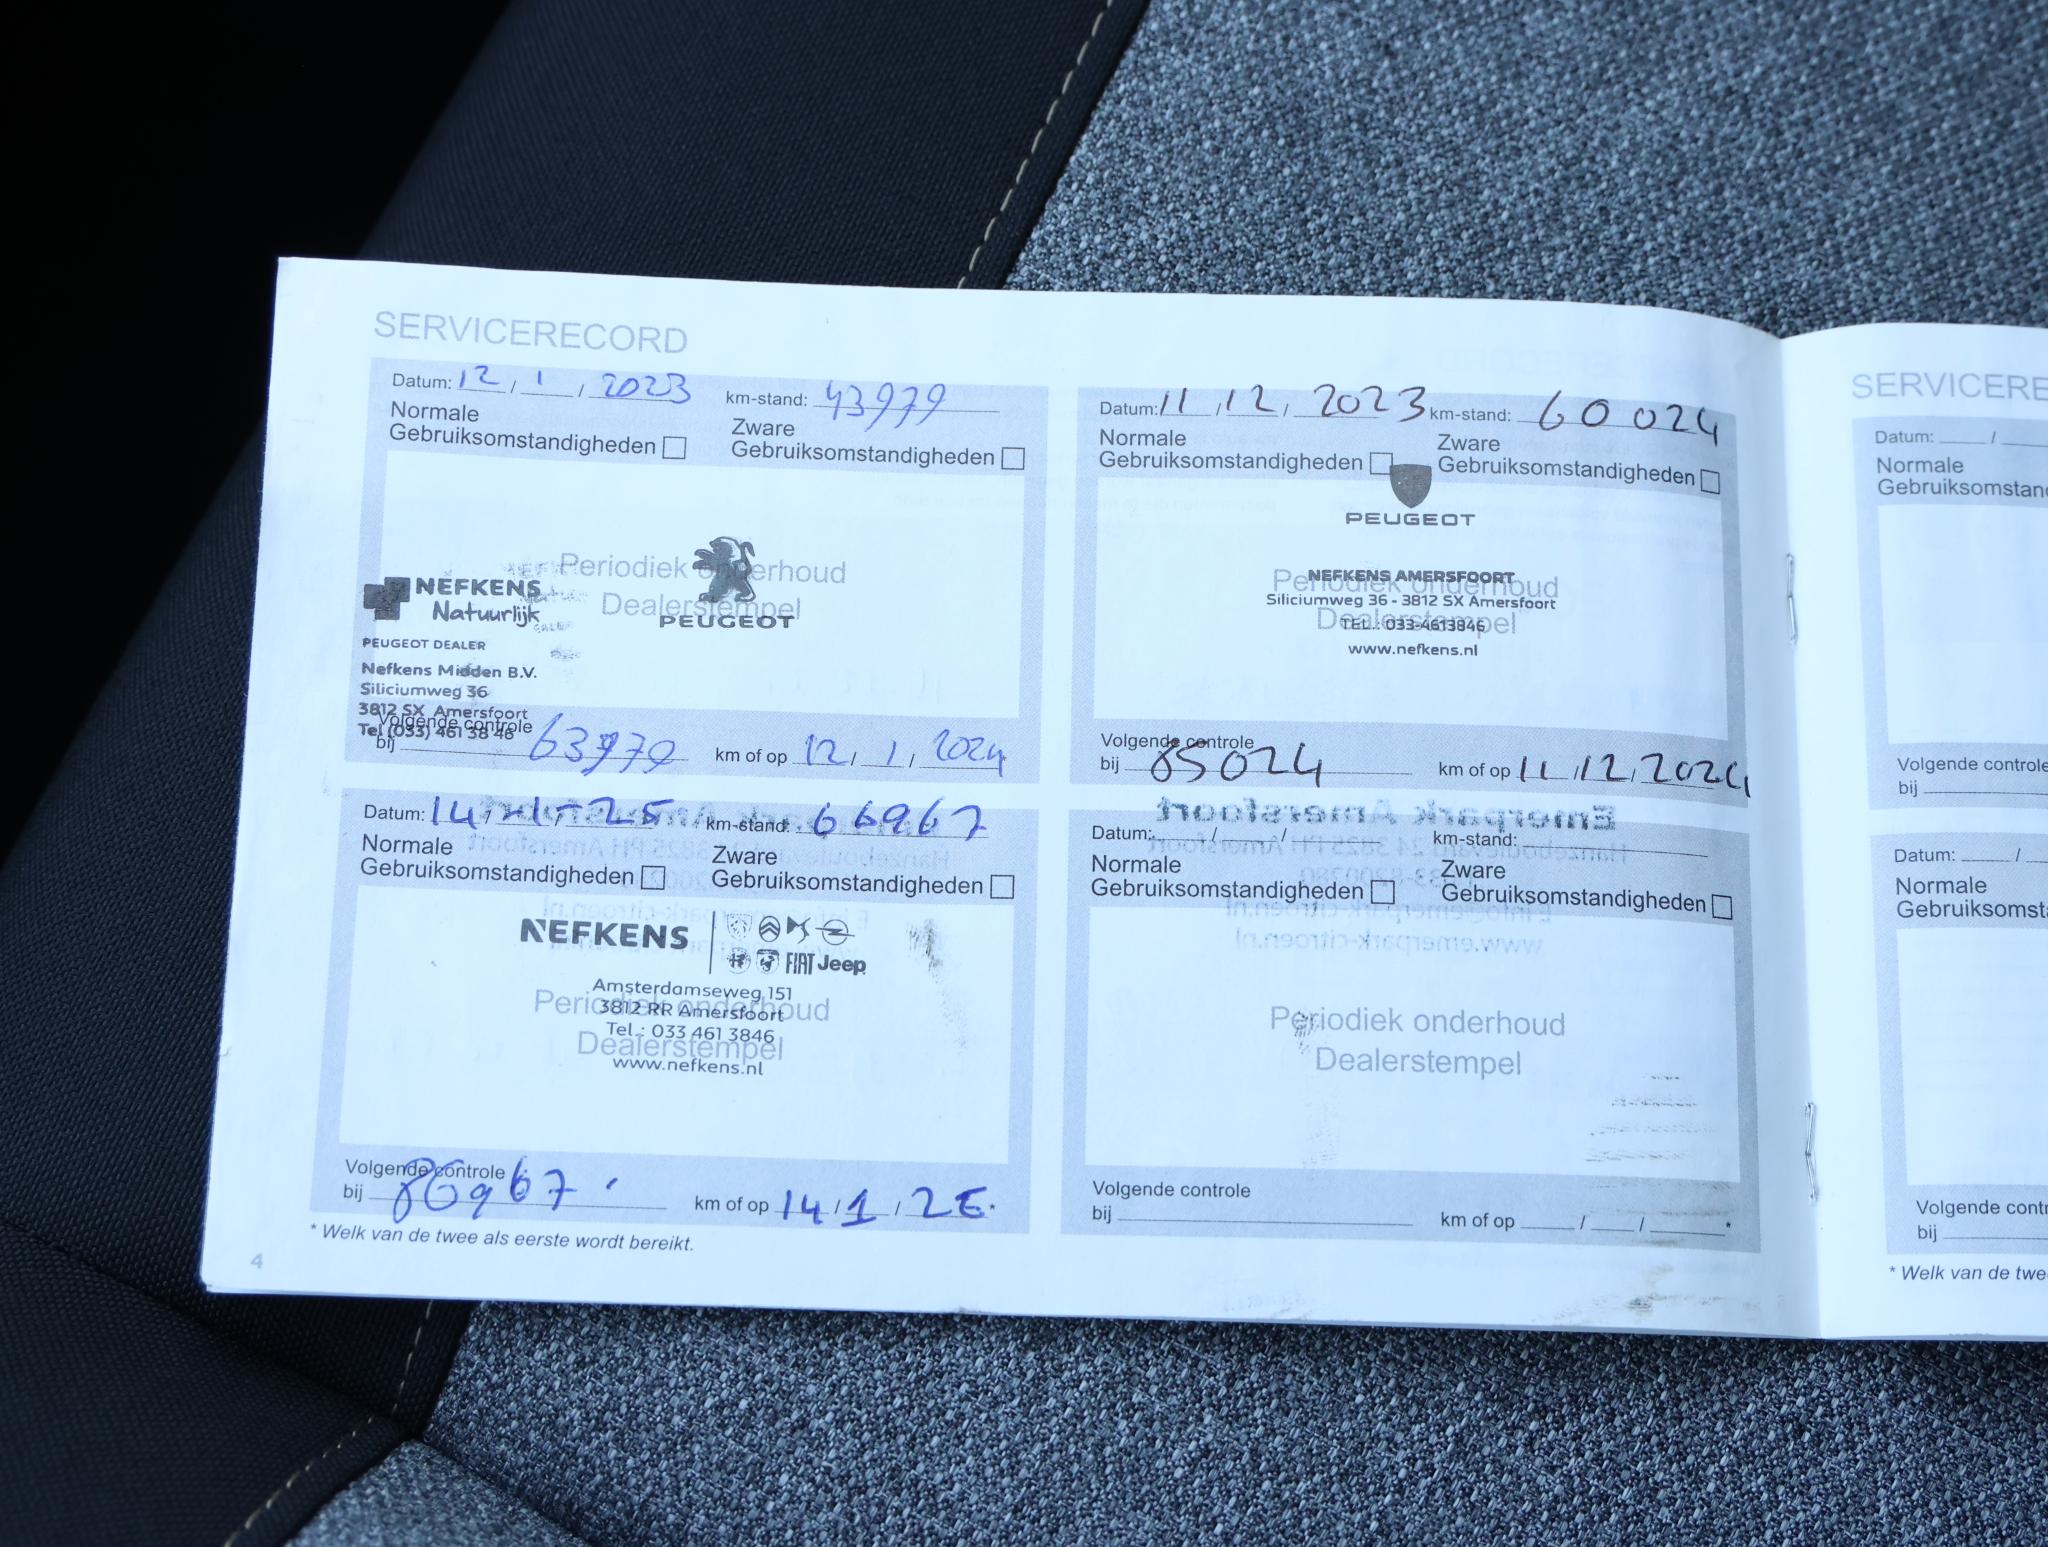 SERVICERECORD
Datum: 12 / 1 / 2023 km-stand: 43979
Normale
Gebruiksomstandigheden
Zware
Gebruiksomstandigheden
Periodiek onderhoud
Dealerstempel
NEFKENS
Natuurlijk
PEUGEOT
PEUGEOT DEALER
Nefkens Midden B.V.
Siliciumweg 36
3812 SX Amersfoort
Tel (033) 461 38 46
Volgende controle
bij 63979 km of op 12 / 1 / 2024
Datum: 11 / 12 / 2023 km-stand: 60024
Normale
Gebruiksomstandigheden
Zware
Gebruiksomstandigheden
PEUGEOT
Periodiek onderhoud
Dealerstempel
NEFKENS AMERSFOORT
Siliciumweg 36 - 3812 SX Amersfoort
TEL.: 033-4613846
www.nefkens.nl
Volgende controle
bij 85024 km of op 11 / 12 / 2024
Datum: 14 / 1 / 25 km-stand: 66967
Normale
Gebruiksomstandigheden
Zware
Gebruiksomstandigheden
NEFKENS
FIAT Jeep
Periodiek onderhoud
Dealerstempel
Amsterdamseweg 151
3812 RR Amersfoort
Tel.: 033 461 3846
www.nefkens.nl
Volgende controle
bij 86967 km of op 14 / 1 / 26.
Datum: / / km-stand:
Normale
Gebruiksomstandigheden
Zware
Gebruiksomstandigheden
Periodiek onderhoud
Dealerstempel
Volgende controle
bij km of op / / *
* Welk van de twee als eerste wordt bereikt.
4
SERVICERE
Datum: /
Normale
Gebruiksomstan
Volgende controle
bij
Datum: /
Normale
Gebruiksomst
Volgende contr
bij
* Welk van de twe